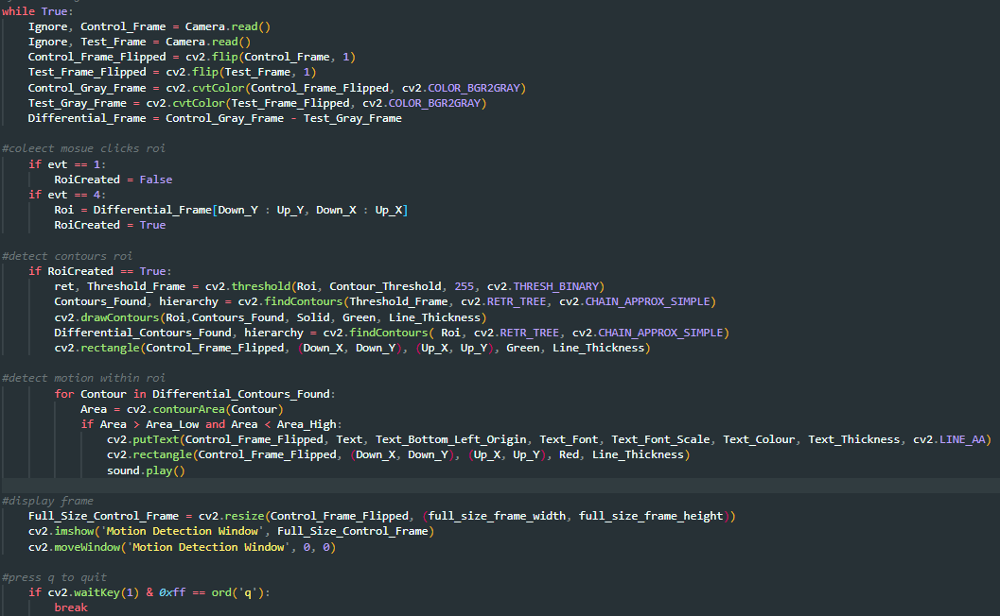 while True:
    Ignore, Control_Frame = Camera.read()
    Ignore, Test_Frame = Camera.read()
    Control_Frame_Flipped = cv2.flip(Control_Frame, 1)
    Test_Frame_Flipped = cv2.flip(Test_Frame, 1)
    Control_Gray_Frame = cv2.cvtColor(Control_Frame_Flipped, cv2.COLOR_BGR2GRAY)
    Test_Gray_Frame = cv2.cvtColor(Test_Frame_Flipped, cv2.COLOR_BGR2GRAY)
    Differential_Frame = Control_Gray_Frame - Test_Gray_Frame

#coleect mosue clicks roi
    if evt == 1:
        RoiCreated = False
    if evt == 4:
        Roi = Differential_Frame[Down_Y : Up_Y, Down_X : Up_X]
        RoiCreated = True

#detect contours roi
    if RoiCreated == True:
        ret, Threshold_Frame = cv2.threshold(Roi, Contour_Threshold, 255, cv2.THRESH_BINARY)
        Contours_Found, hierarchy = cv2.findContours(Threshold_Frame, cv2.RETR_TREE, cv2.CHAIN_APPROX_SIMPLE)
        cv2.drawContours(Roi,Contours_Found, Solid, Green, Line_Thickness)
        Differential_Contours_Found, hierarchy = cv2.findContours( Roi, cv2.RETR_TREE, cv2.CHAIN_APPROX_SIMPLE)
        cv2.rectangle(Control_Frame_Flipped, (Down_X, Down_Y), (Up_X, Up_Y), Green, Line_Thickness)

#detect motion within roi
        for Contour in Differential_Contours_Found:
            Area = cv2.contourArea(Contour)
            if Area > Area_Low and Area < Area_High:
                cv2.putText(Control_Frame_Flipped, Text, Text_Bottom_Left_Origin, Text_Font, Text_Font_Scale, Text_Colour, Text_Thickness, cv2.LINE_AA)
                cv2.rectangle(Control_Frame_Flipped, (Down_X, Down_Y), (Up_X, Up_Y), Red, Line_Thickness)
                sound.play()

#display frame
    Full_Size_Control_Frame = cv2.resize(Control_Frame_Flipped, (full_size_frame_width, full_size_frame_height))
    cv2.imshow('Motion Detection Window', Full_Size_Control_Frame)
    cv2.moveWindow('Motion Detection Window', 0, 0)

#press q to quit
    if cv2.waitKey(1) & 0xff == ord('q'):
        break